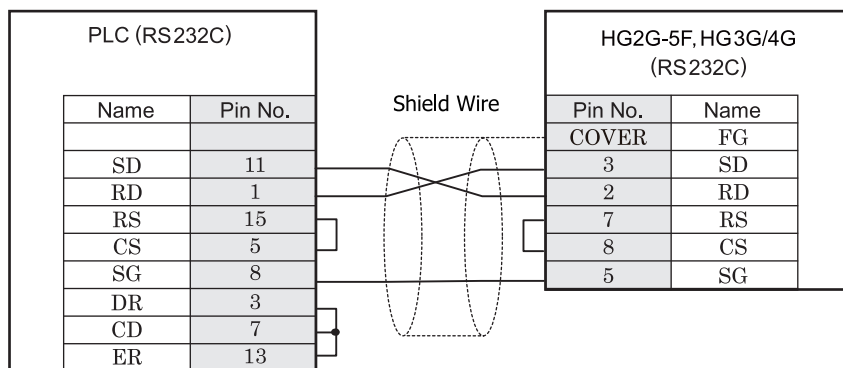 PLC (RS232C)
Name Pin No.
SD 11
RD 1
RS 15
CS 5
SG 8
DR 3
CD 7
ER 13
Shield Wire
HG2G-5F, HG3G/4G
(RS232C)
Pin No. Name
COVER FG
3 SD
2 RD
7 RS
8 CS
5 SG